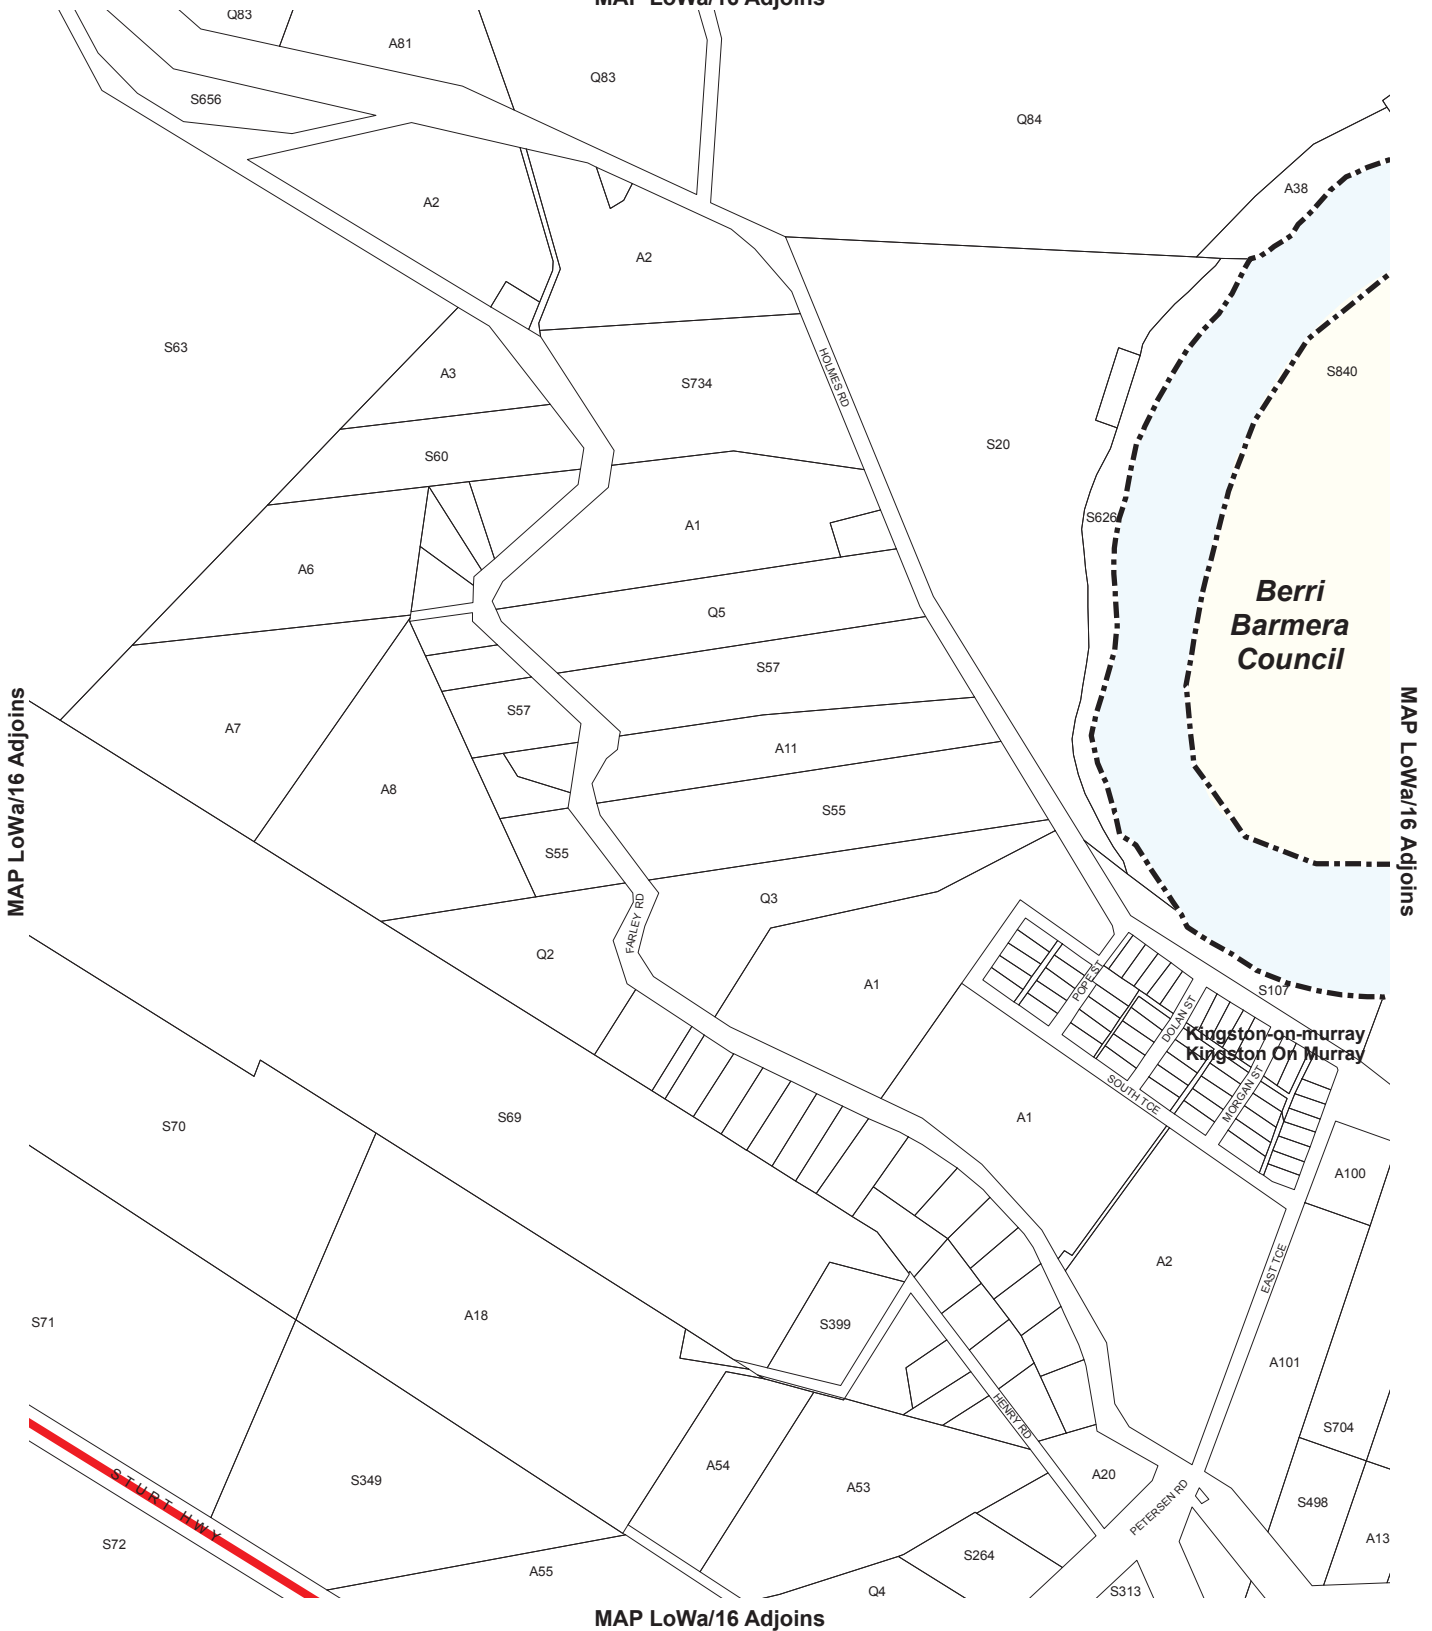 MAP LoWa/16 Adjoins
Q83
A81
Q83
S656
Q84
A38
A2
A2
S63
A3
S734
HOLMES RD
S840
S60
S20
A1
S626
A6
Berri
Barmera
Council
Q5
S57
S57
A7
A11
MAP LoWa/16 Adjoins
MAP LoWa/16 Adjoins
A8
S55
S55
Q3
FARLEY RD
Q2
A1
POPE ST
S107
DOLAN ST
Kingston-on-murray
Kingston On Murray
SOUTH TCE
MORGAN ST
S70
S69
A1
A100
A2
EAST TCE
S71
A18
S399
A101
HENRY RD
S704
A54
A53
A20
S349
STURT HWY
PETERSEN RD
S498
A13
S72
S264
A55
Q4
S313
MAP LoWa/16 Adjoins